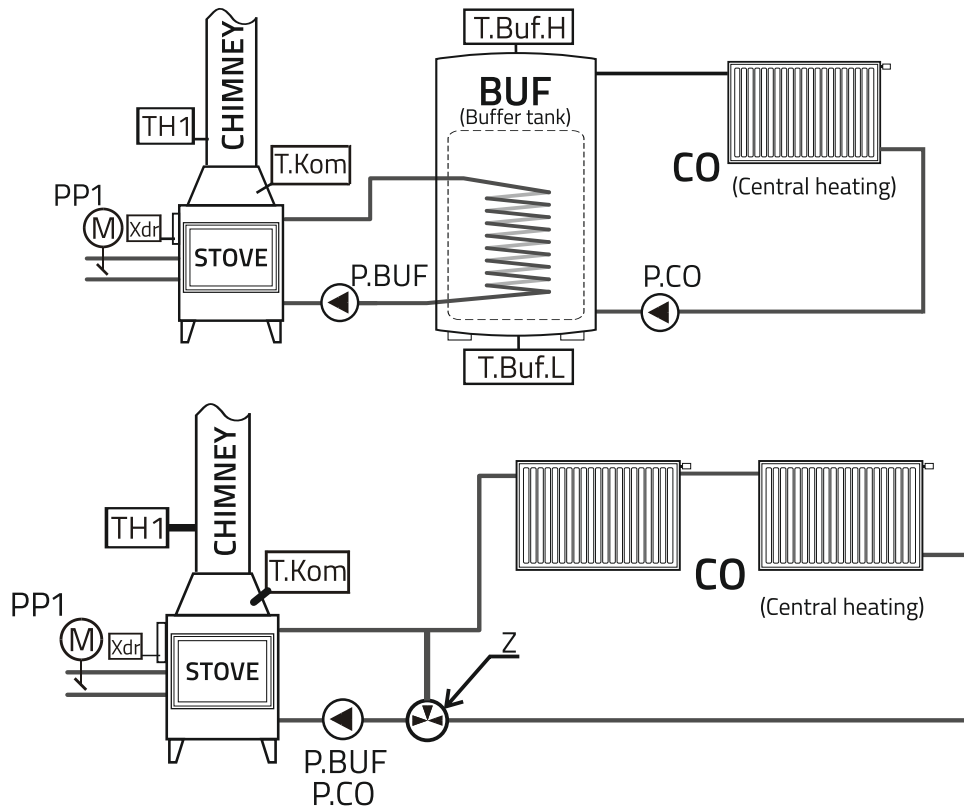 T.Buf.H
CHIMNEY
BUF
(Buffer tank)
TH1
T.Kom
CO
(Central heating)
PP1
M
Xdr
STOVE
P.BUF
P.CO
T.Buf.L
CHIMNEY
TH1
T.Kom
CO
(Central heating)
PP1
M
Xdr
STOVE
Z
P.BUF
P.CO